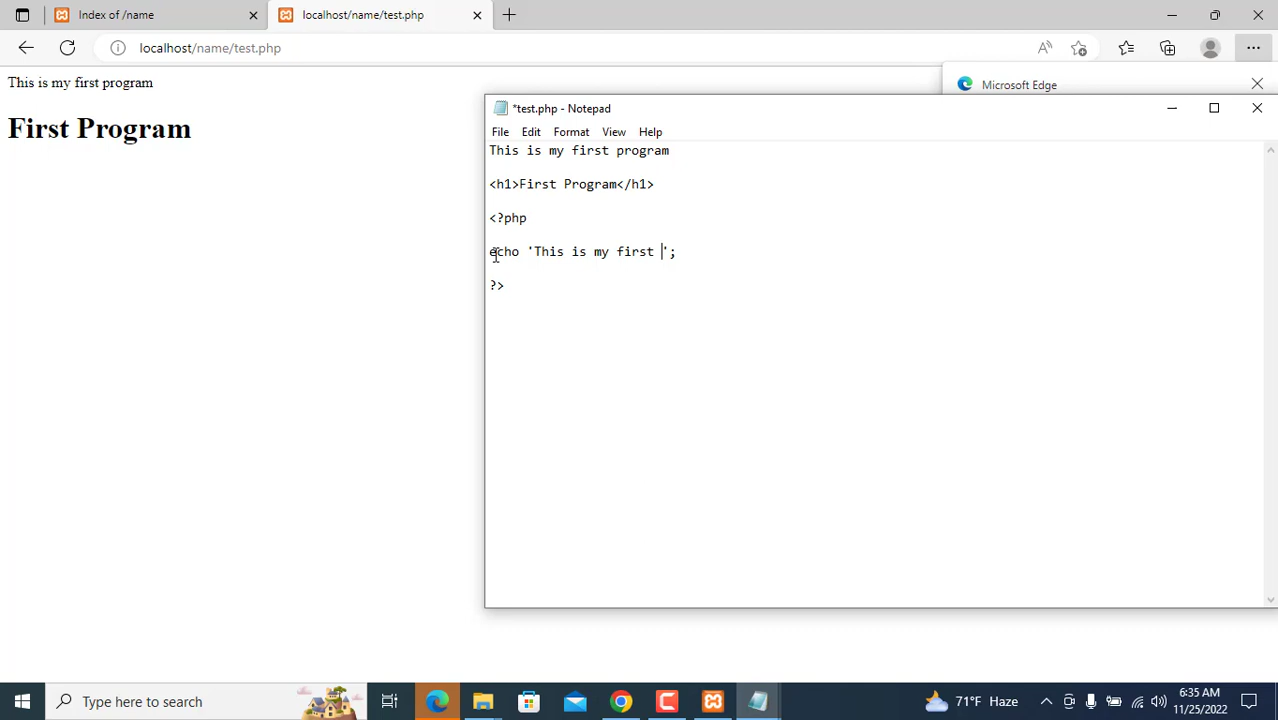 Index of /name
localhost/name/test.php
localhost/name/test.php
This is my first program
First Program
Microsoft Edge
*test.php - Notepad
File Edit Format View Help
This is my first program
<h1>First Program</h1>
<?php
echo 'This is my first ';
?>
Type here to search
71°F Haze
6:35 AM
11/25/2022